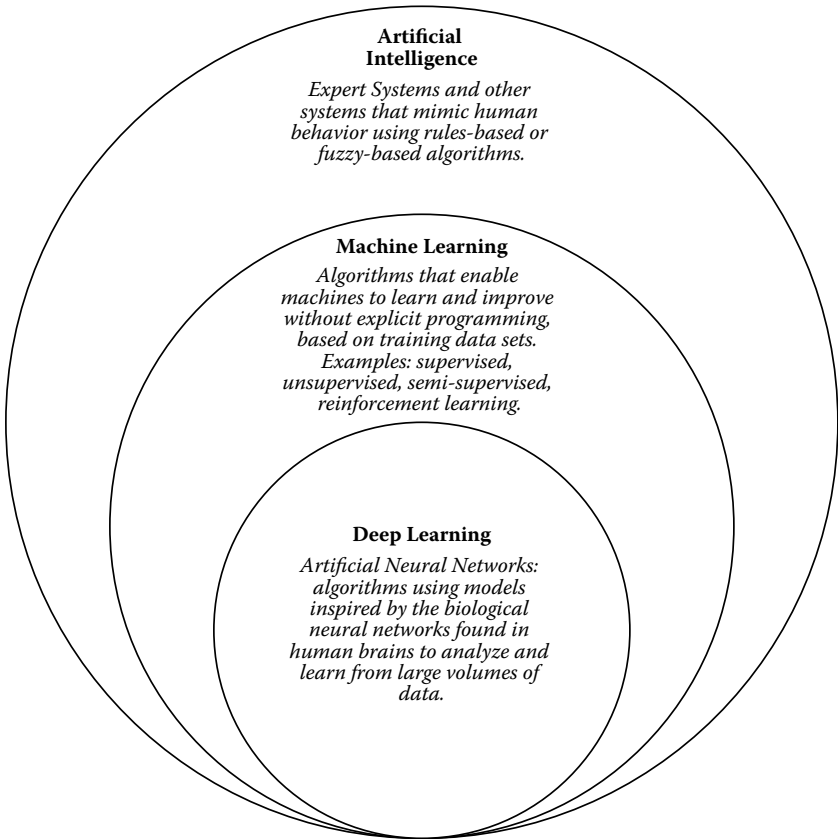 Artificial
Intelligence
Expert Systems and other
systems that mimic human
behavior using rules-based or
fuzzy-based algorithms.
Machine Learning
Algorithms that enable
machines to learn and improve
without explicit programming,
based on training data sets.
Examples: supervised,
unsupervised, semi-supervised,
reinforcement learning.
Deep Learning
Artificial Neural Networks:
algorithms using models
inspired by the biological
neural networks found in
human brains to analyze and
learn from large volumes of
data.